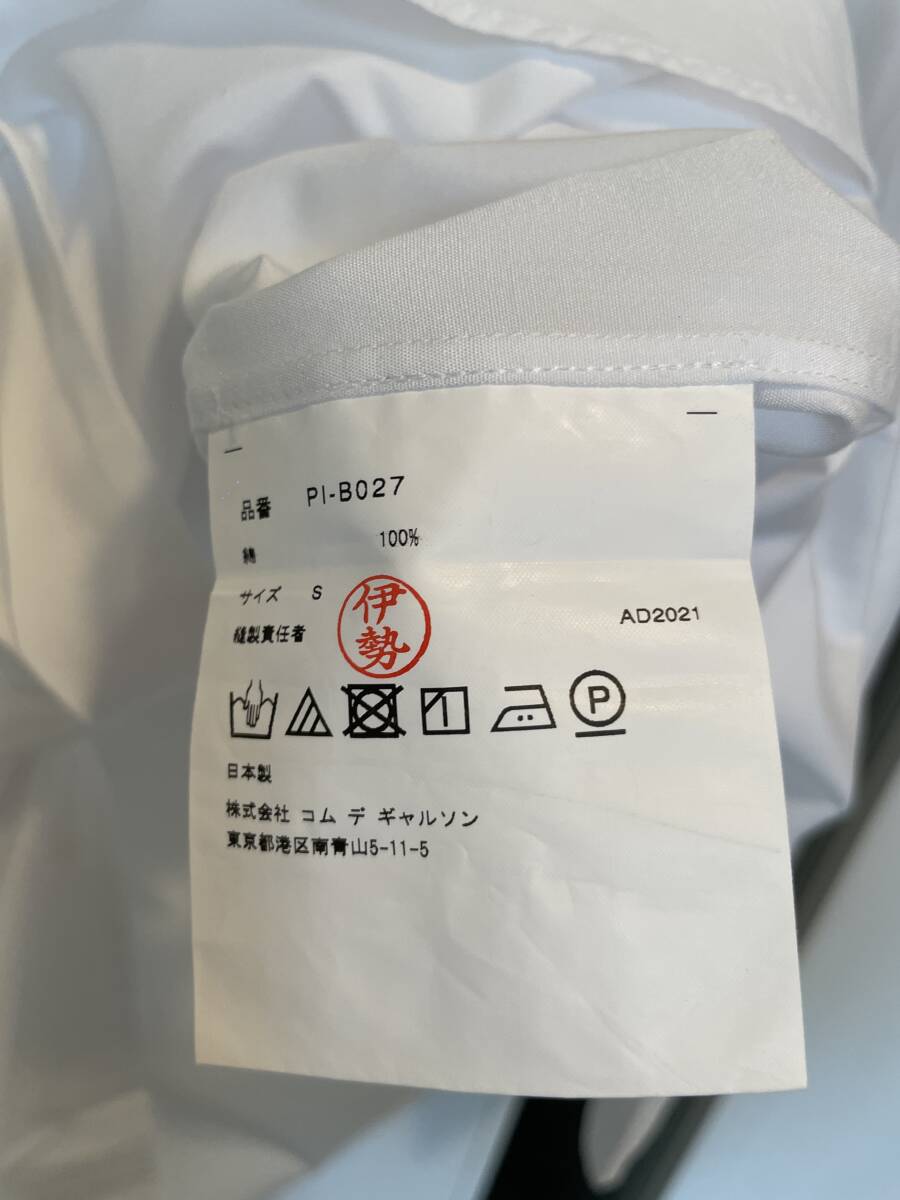 品番 PI-B027
綿 100%
サイズ S
伊勢
AD2021
縫製責任者
P
日本製
株式会社 コム デ ギャルソン
東京都港区南青山5-11-5